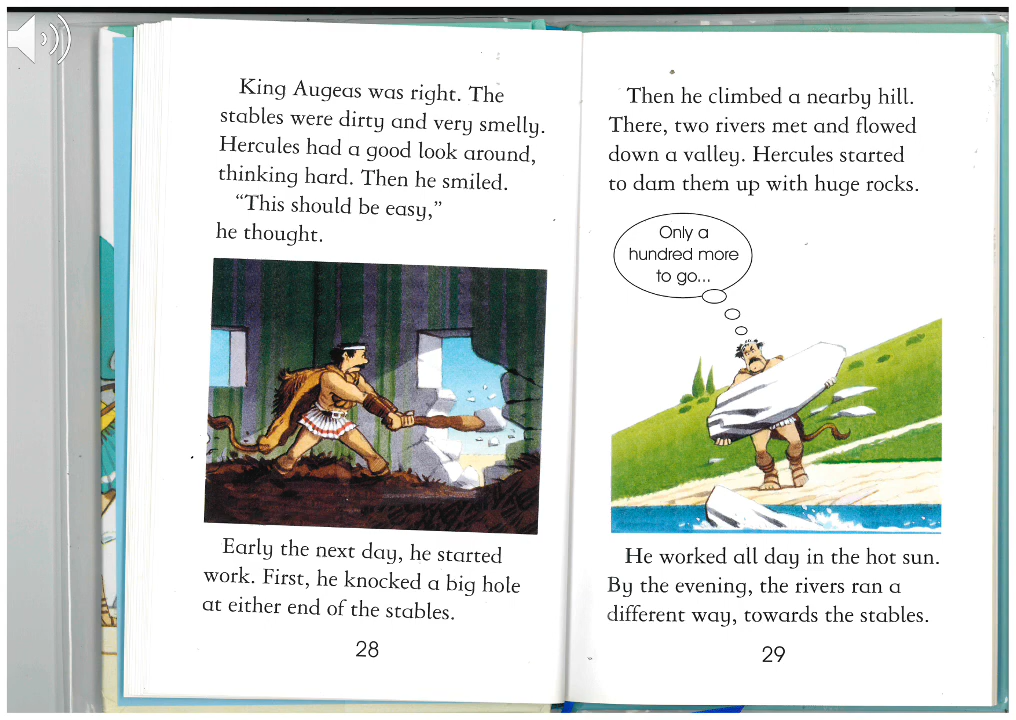 King Augeas was right. The
stables were dirty and very smelly.
Hercules had a good look around,
thinking hard. Then he smiled.
“This should be easy,”
he thought.
Early the next day, he started
work. First, he knocked a big hole
at either end of the stables.
28
Then he climbed a nearby hill.
There, two rivers met and flowed
down a valley. Hercules started
to dam them up with huge rocks.
Only a
hundred more
to go...
He worked all day in the hot sun.
By the evening, the rivers ran a
different way, towards the stables.
29